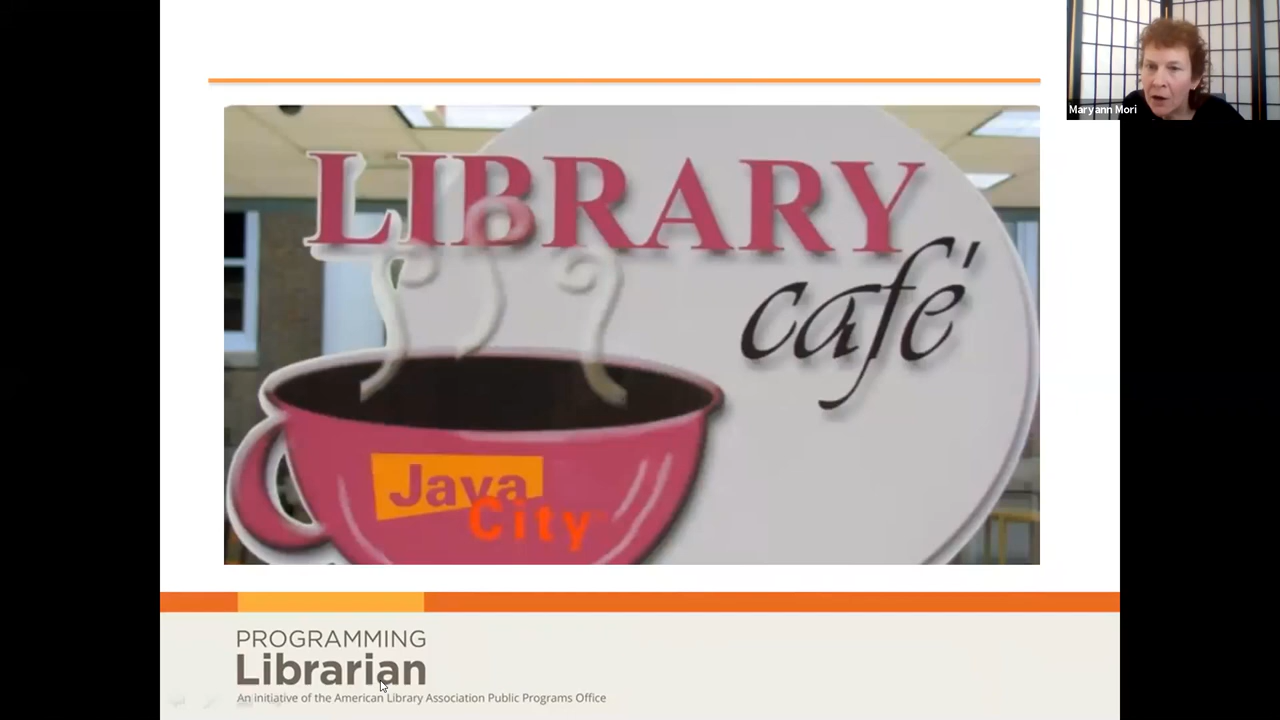 Maryann Mori
LIBRARY
café
Java
City
PROGRAMMING
Librarian
An initiative of the American Library Association Public Programs Office